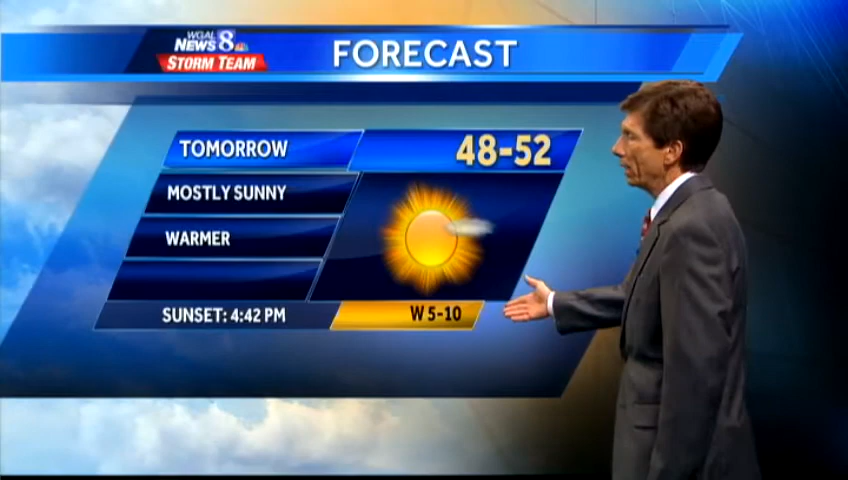 WGAL
NEWS 8
STORM TEAM
FORECAST
TOMORROW
48-52
MOSTLY SUNNY
WARMER
SUNSET: 4:42 PM
W 5-10